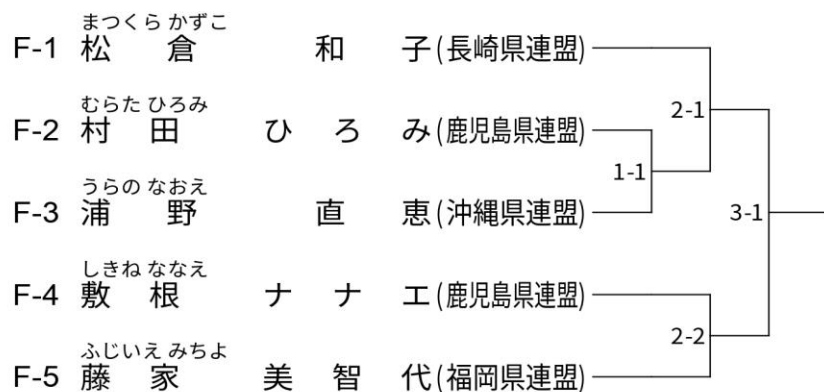 まつくら かずこ
F-1 松倉 和子(長崎県連盟)
2-1
むらた ひろみ
F-2 村田 ひろみ(鹿児島県連盟)
1-1
うらの なおえ
F-3 浦野 直恵(沖縄県連盟)
3-1
しきね ななえ
F-4 敷根 ナナエ(鹿児島県連盟)
2-2
ふじいえ みちよ
F-5 藤家 美智代(福岡県連盟)